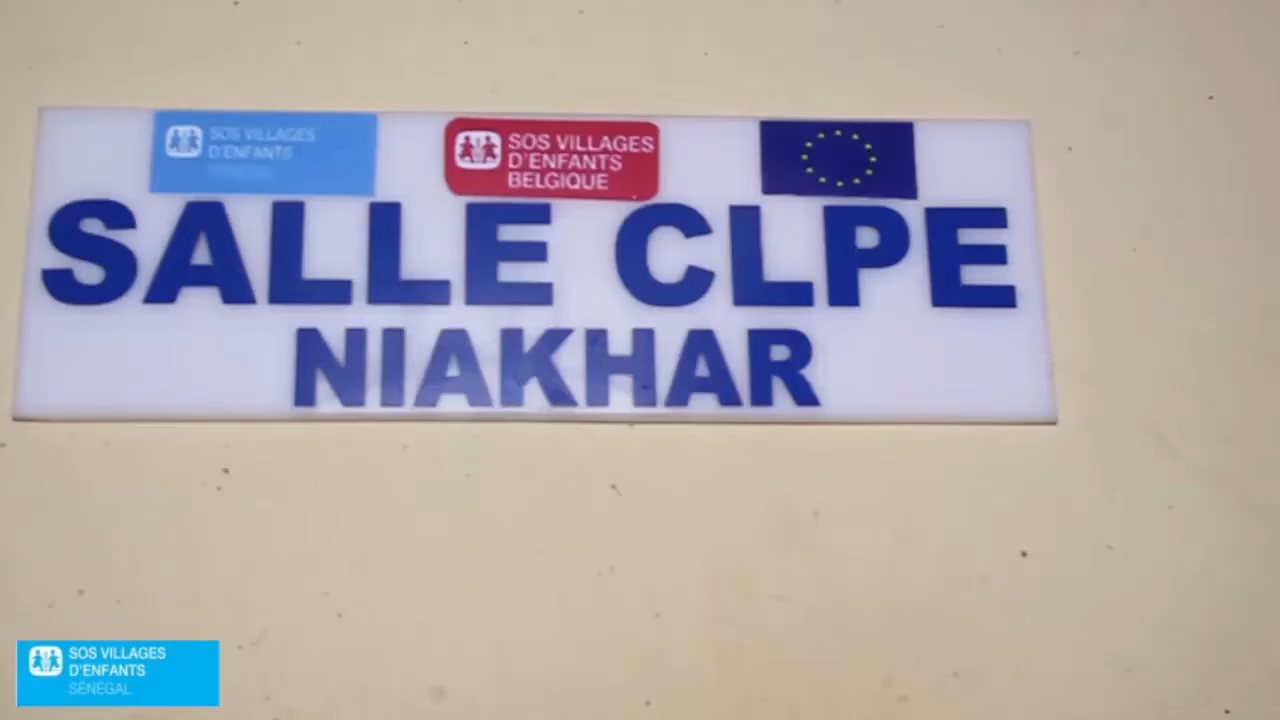 SOS VILLAGES
D'ENFANTS
SOS VILLAGES
D'ENFANTS
BELGIQUE
SALLE CLPE
NIAKHAR
SOS VILLAGES
D'ENFANTS
SÉNÉGAL